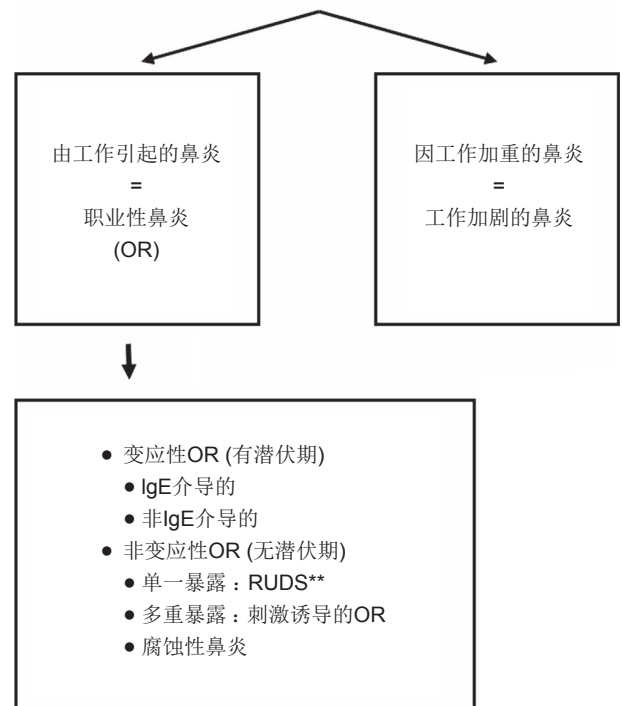 由工作引起的鼻炎
=
职业性鼻炎
(OR)
因工作加重的鼻炎
=
工作加剧的鼻炎
● 变应性OR (有潜伏期)
● IgE介导的
● 非IgE介导的
● 非变应性OR (无潜伏期)
● 单一暴露：RUDS**
● 多重暴露：刺激诱导的OR
● 腐蚀性鼻炎